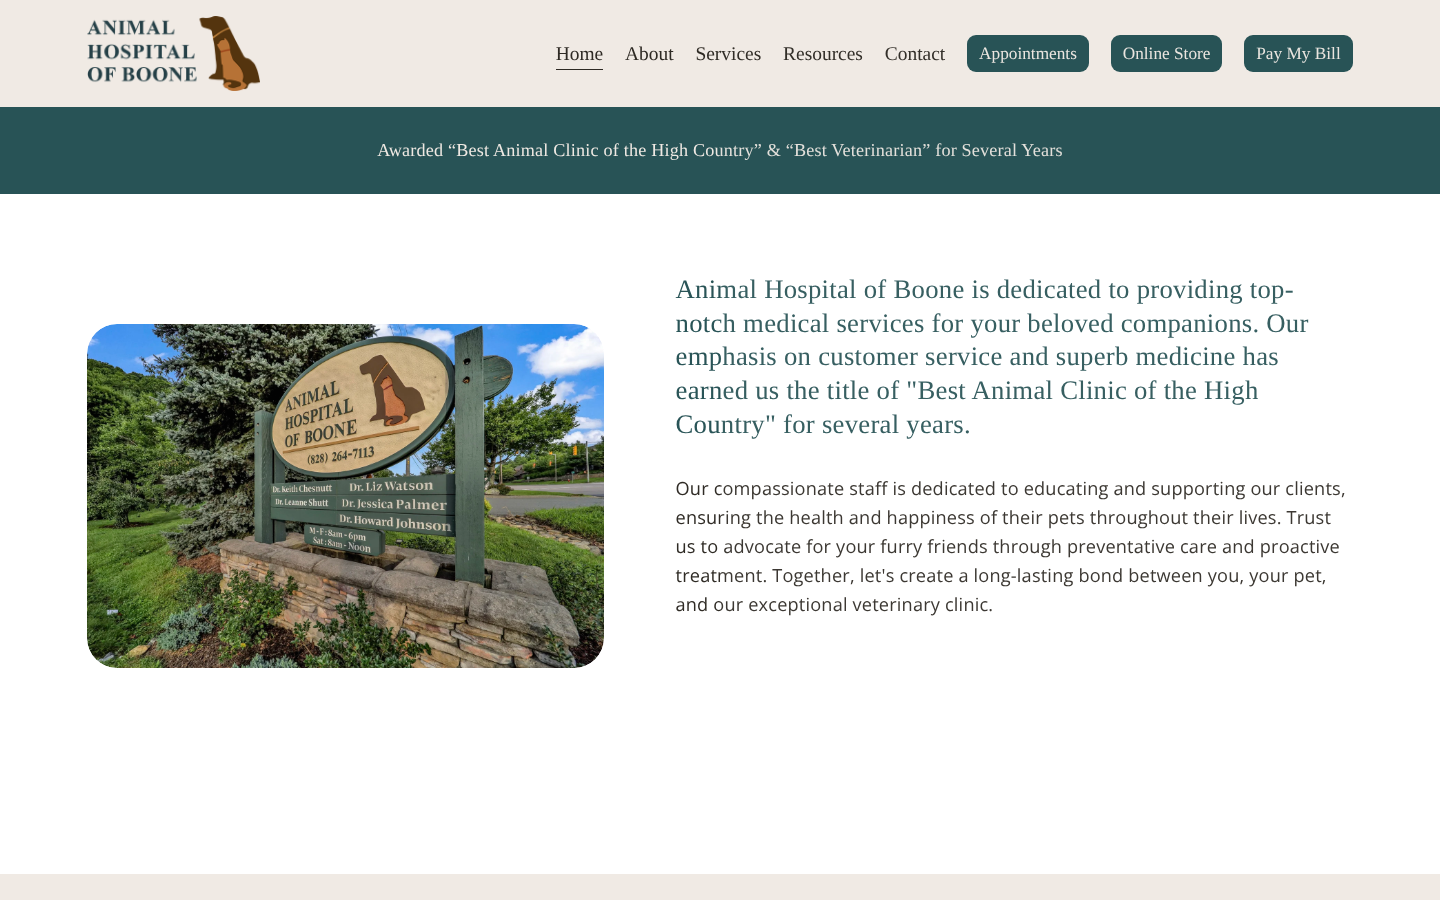 ANIMAL
HOSPITAL
OF BOONE
Home About Services Resources Contact Appointments Online Store Pay My Bill
Awarded “Best Animal Clinic of the High Country” & “Best Veterinarian” for Several Years
ANIMAL
HOSPITAL
OF BOONE
(828) 264-7113
Dr. Keith Chesnutt Dr. Liz Watson
Dr. Leanne Shutt Dr. Jessica Palmer
Dr. Howard Johnson
M-F: 8am - 6pm
Sat: 8am - Noon
Animal Hospital of Boone is dedicated to providing top-
notch medical services for your beloved companions. Our
emphasis on customer service and superb medicine has
earned us the title of "Best Animal Clinic of the High
Country" for several years.
Our compassionate staff is dedicated to educating and supporting our clients,
ensuring the health and happiness of their pets throughout their lives. Trust
us to advocate for your furry friends through preventative care and proactive
treatment. Together, let's create a long-lasting bond between you, your pet,
and our exceptional veterinary clinic.